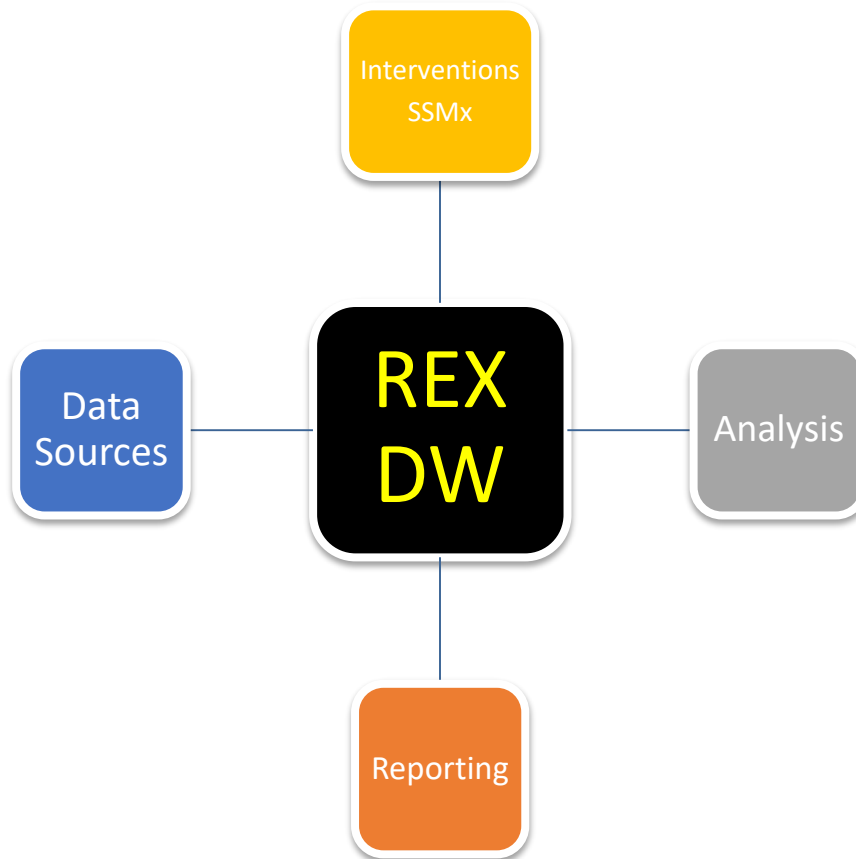 Interventions
SSMx
Data
Sources
REX
DW
Analysis
Reporting